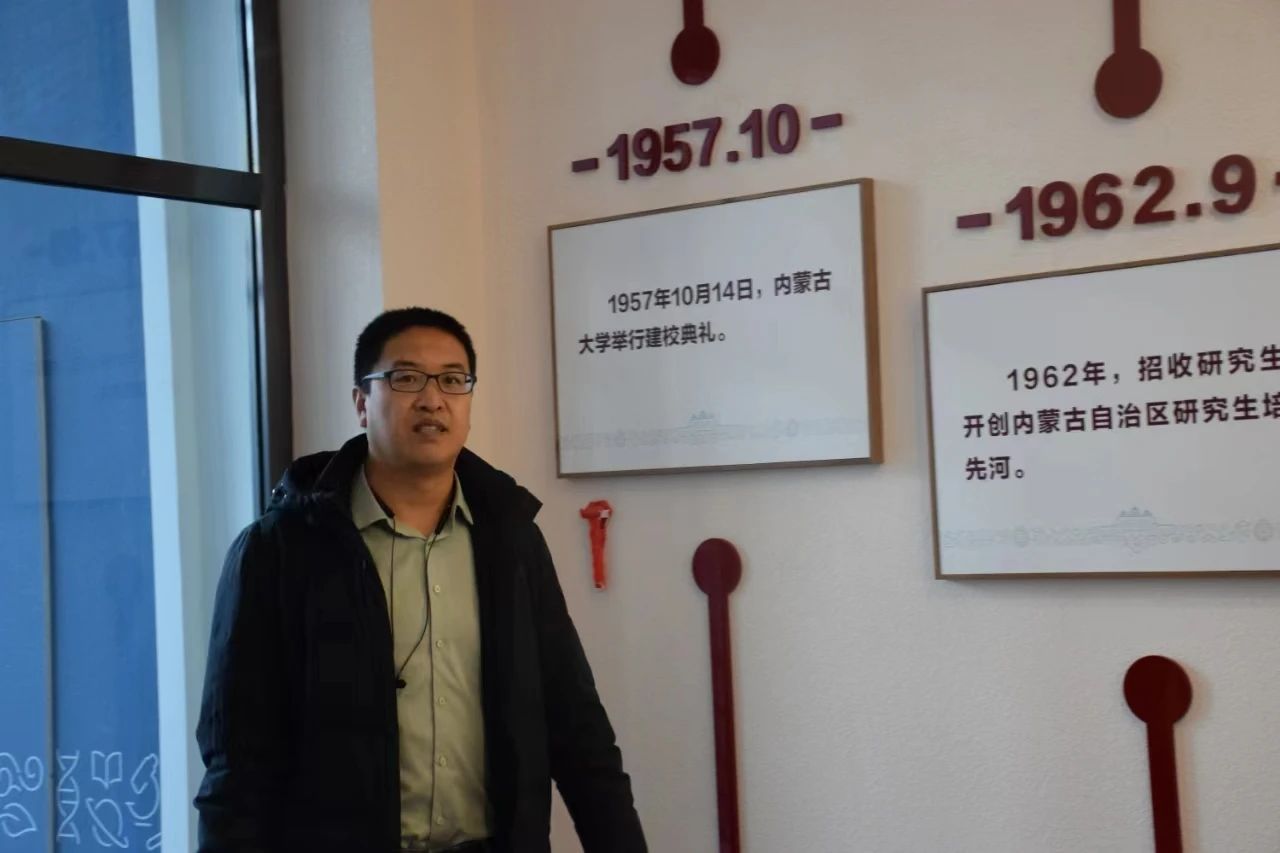 -1957.10-
1957年10月14日，内蒙古
大学举行建校典礼。
-1962.9-
1962年，招收研究生
开创内蒙古自治区研究生培
先河。